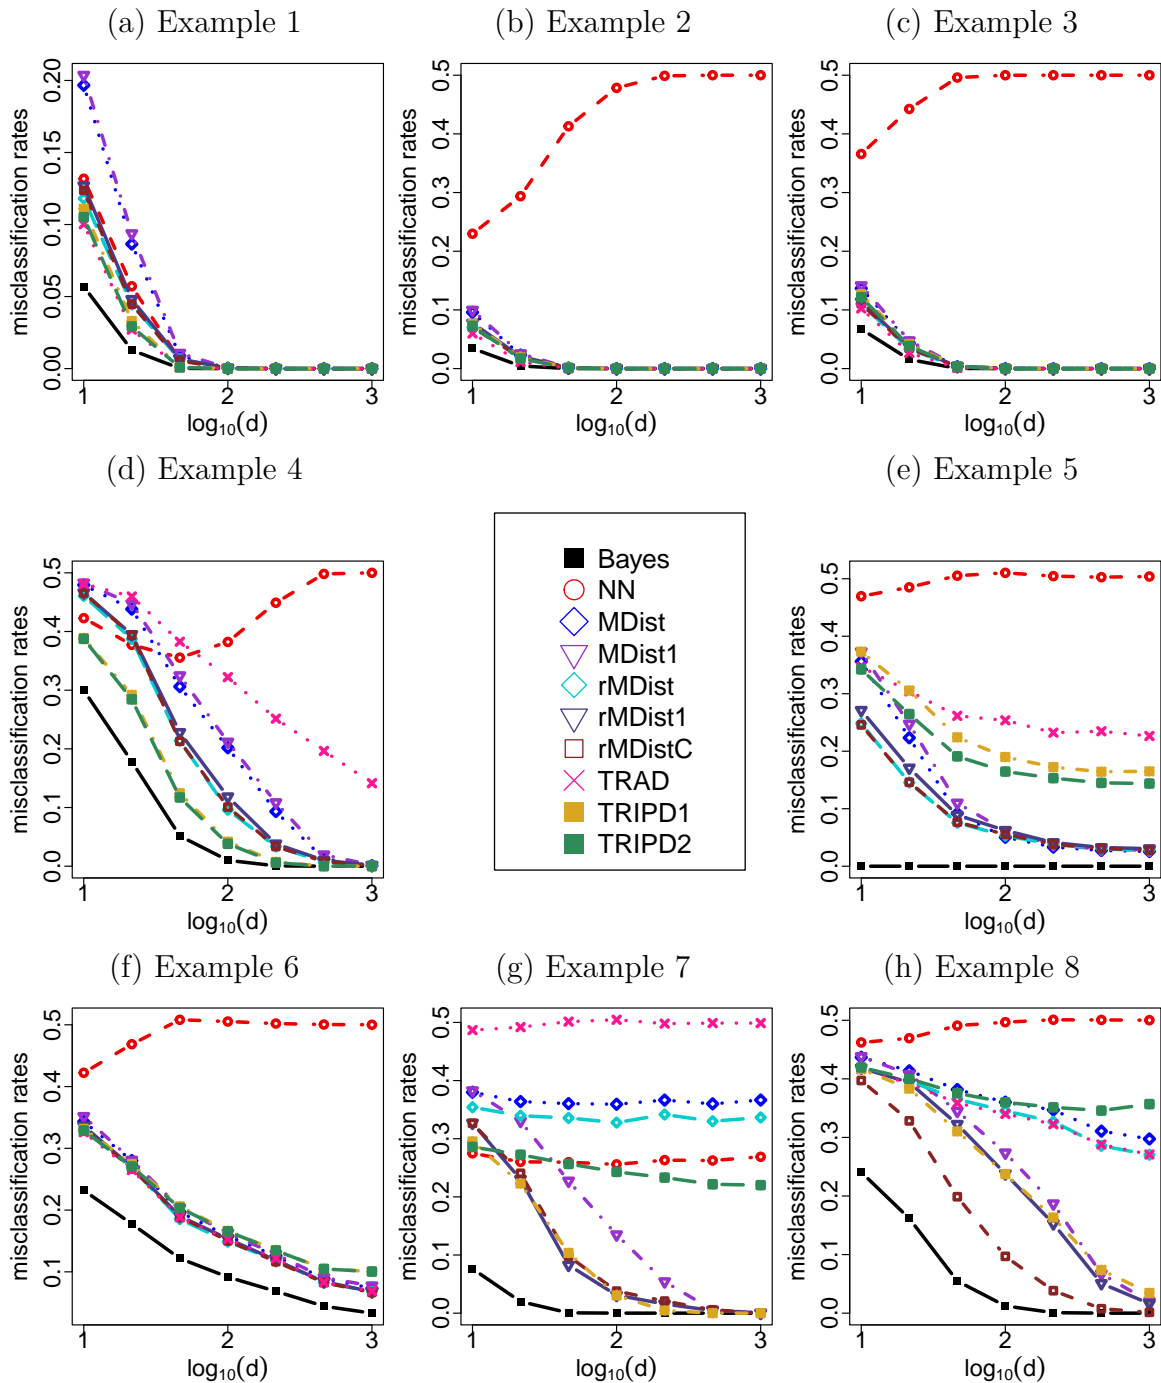 (a) Example 1
(b) Example 2
(c) Example 3
misclassification rates
0.00 0.05 0.10 0.15 0.20
1 2 3
log₁₀(d)
misclassification rates
0.0 0.1 0.2 0.3 0.4 0.5
1 2 3
log₁₀(d)
misclassification rates
0.0 0.1 0.2 0.3 0.4 0.5
1 2 3
log₁₀(d)
(d) Example 4
(e) Example 5
misclassification rates
0.0 0.1 0.2 0.3 0.4 0.5
1 2 3
log₁₀(d)
Bayes
NN
MDist
MDist1
rMDist
rMDist1
rMDistC
TRAD
TRIPD1
TRIPD2
misclassification rates
0.0 0.1 0.2 0.3 0.4 0.5
1 2 3
log₁₀(d)
(f) Example 6
(g) Example 7
(h) Example 8
misclassification rates
0.1 0.2 0.3 0.4 0.5
1 2 3
log₁₀(d)
misclassification rates
0.0 0.1 0.2 0.3 0.4 0.5
1 2 3
log₁₀(d)
misclassification rates
0.0 0.1 0.2 0.3 0.4 0.5
1 2 3
log₁₀(d)